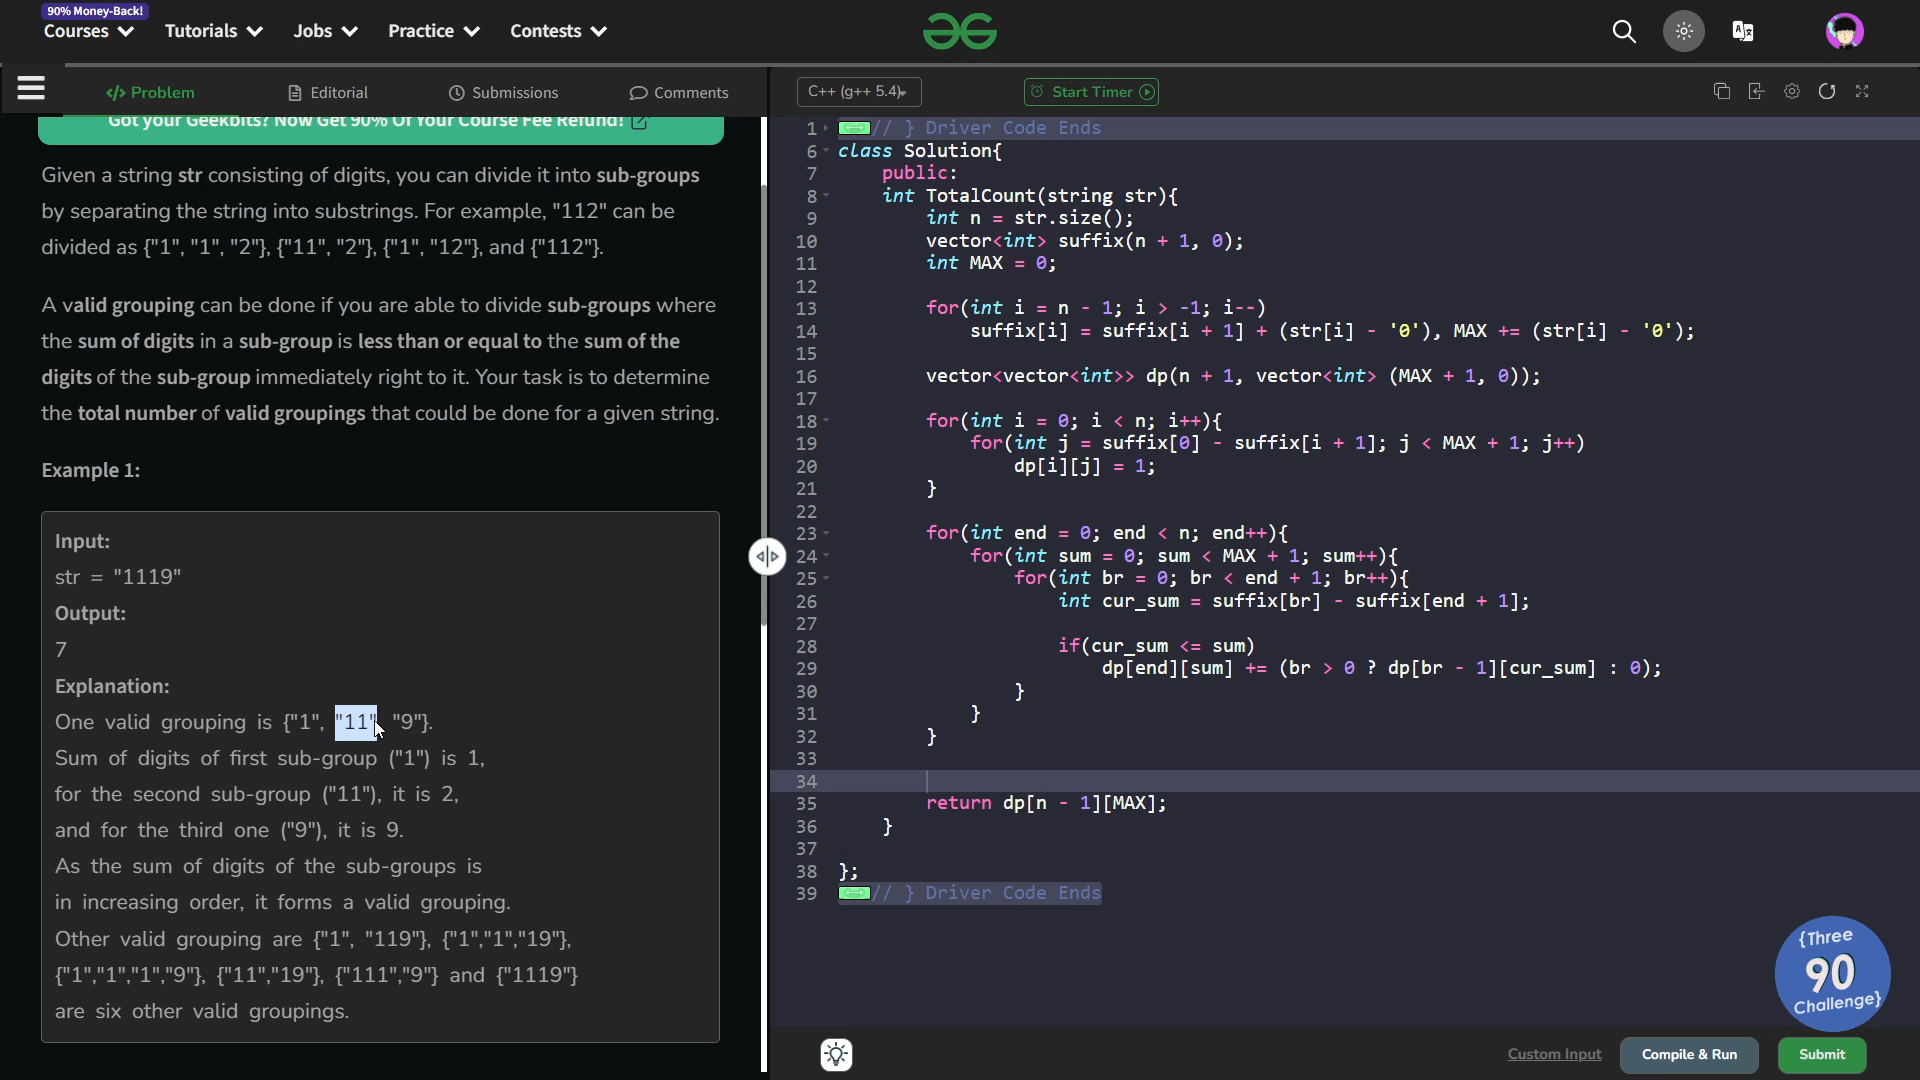 90% Money-Back!
Courses Tutorials Jobs Practice Contests
Problem Editorial Submissions Comments
C++ (g++ 5.4) Start Timer
Got your Geekbits? Now Get 90% Of Your Course Fee Refund!
Given a string str consisting of digits, you can divide it into sub-groups
by separating the string into substrings. For example, "112" can be
divided as {"1", "1", "2"}, {"11", "2"}, {"1", "12"}, and {"112"}.
A valid grouping can be done if you are able to divide sub-groups where
the sum of digits in a sub-group is less than or equal to the sum of the
digits of the sub-group immediately right to it. Your task is to determine
the total number of valid groupings that could be done for a given string.
Example 1:
Input:
str = "1119"
Output:
7
Explanation:
One valid grouping is {"1", "11", "9"}.
Sum of digits of first sub-group ("1") is 1,
for the second sub-group ("11"), it is 2,
and for the third one ("9"), it is 9.
As the sum of digits of the sub-groups is
in increasing order, it forms a valid grouping.
Other valid grouping are {"1", "119"}, {"1","1","19"},
{"1","1","1","9"}, {"11","19"}, {"111","9"} and {"1119"}
are six other valid groupings.
1 // } Driver Code Ends
6 class Solution{
7 public:
8 int TotalCount(string str){
9 int n = str.size();
10 vector<int> suffix(n + 1, 0);
11 int MAX = 0;
12
13 for(int i = n - 1; i > -1; i--)
14 suffix[i] = suffix[i + 1] + (str[i] - '0'), MAX += (str[i] - '0');
15
16 vector<vector<int>> dp(n + 1, vector<int> (MAX + 1, 0));
17
18 for(int i = 0; i < n; i++){
19 for(int j = suffix[0] - suffix[i + 1]; j < MAX + 1; j++)
20 dp[i][j] = 1;
21 }
22
23 for(int end = 0; end < n; end++){
24 for(int sum = 0; sum < MAX + 1; sum++){
25 for(int br = 0; br < end + 1; br++){
26 int cur_sum = suffix[br] - suffix[end + 1];
27
28 if(cur_sum <= sum)
29 dp[end][sum] += (br > 0 ? dp[br - 1][cur_sum] : 0);
30 }
31 }
32 }
33
34
35 return dp[n - 1][MAX];
36 }
37
38 };
39 // } Driver Code Ends
{Three
90
Challenge}
Custom Input Compile & Run Submit